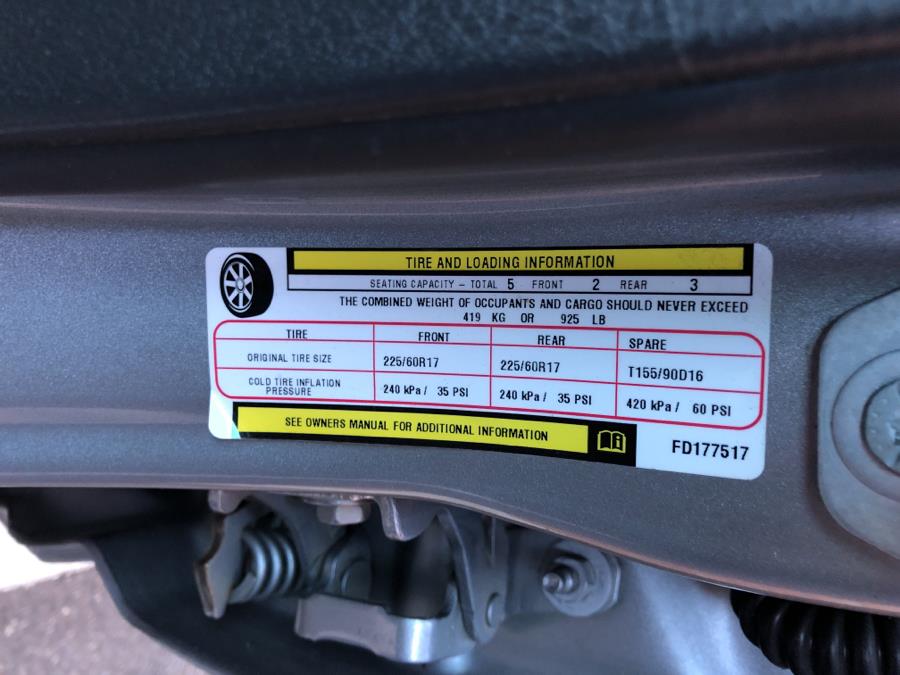 TIRE AND LOADING INFORMATION
SEATING CAPACITY – TOTAL 5 FRONT 2 REAR 3
THE COMBINED WEIGHT OF OCCUPANTS AND CARGO SHOULD NEVER EXCEED
419 KG OR 925 LB
TIRE FRONT REAR SPARE
ORIGINAL TIRE SIZE 225/60R17 225/60R17 T155/90D16
COLD TIRE INFLATION PRESSURE 240 kPa / 35 PSI 240 kPa / 35 PSI 420 kPa / 60 PSI
SEE OWNERS MANUAL FOR ADDITIONAL INFORMATION
FD177517